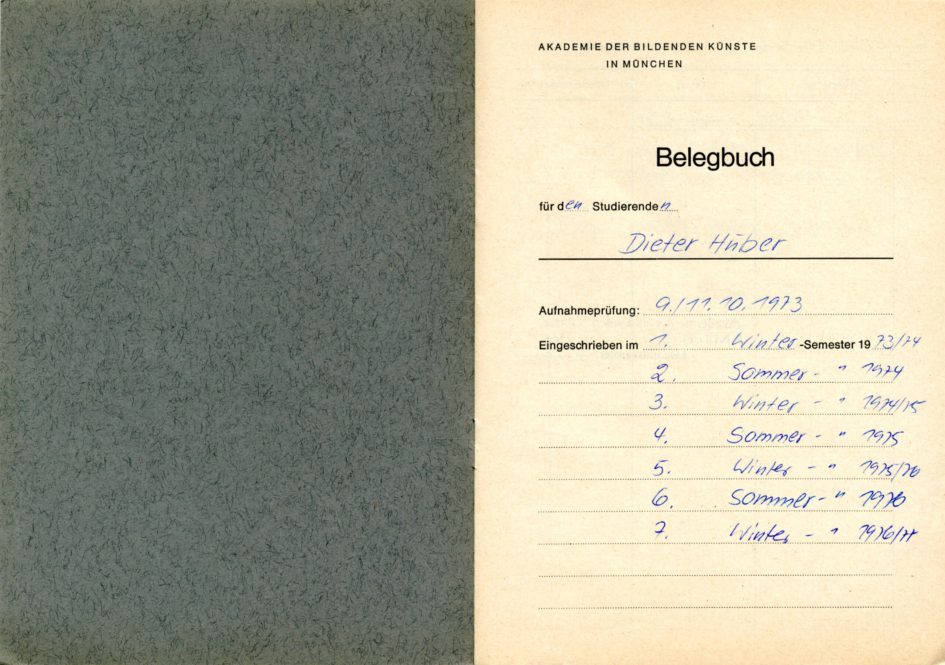 AKADEMIE DER BILDENDEN KÜNSTE
IN MÜNCHEN
Belegbuch
für den Studierenden
Dieter Huber
Aufnahmeprüfung: 9./11.10.1973
Eingeschrieben im 1. Winter-Semester 1973/74
2. Sommer- " 1974
3. Winter - " 1974/75
4. Sommer - " 1975
5. Winter - " 1975/76
6. Sommer- " 1976
7. Winter - " 1976/77